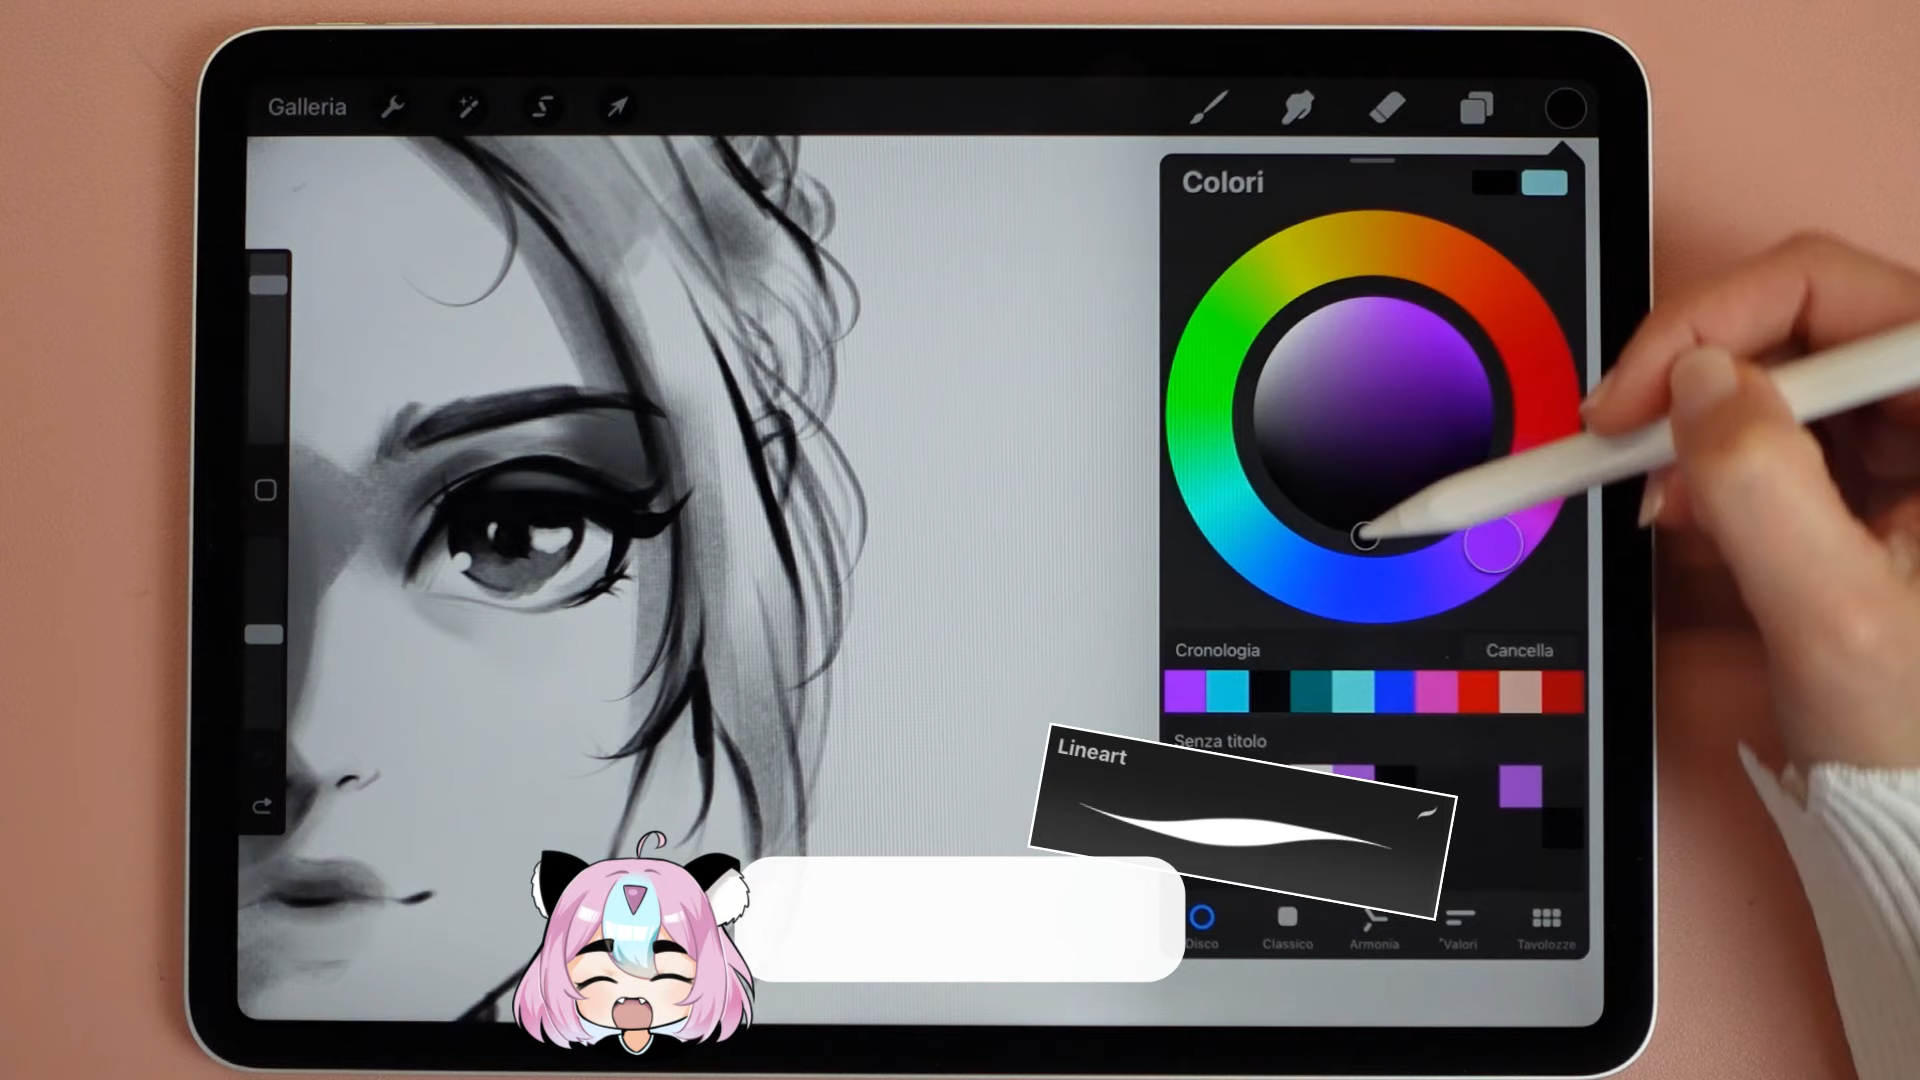 Galleria
Colori
Cronologia
Cancella
Senza titolo
Lineart
Disco
Classico
Armonia
Valori
Tavolozze